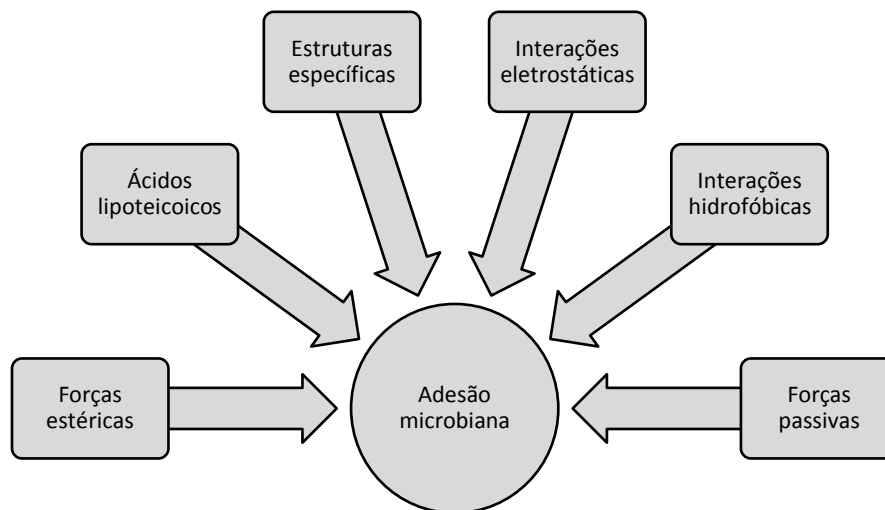 Estruturas
específicas
Interações
eletrostáticas
Ácidos
lipoteicoicos
Interações
hidrofóbicas
Forças
estéricas
Adesão
microbiana
Forças
passivas